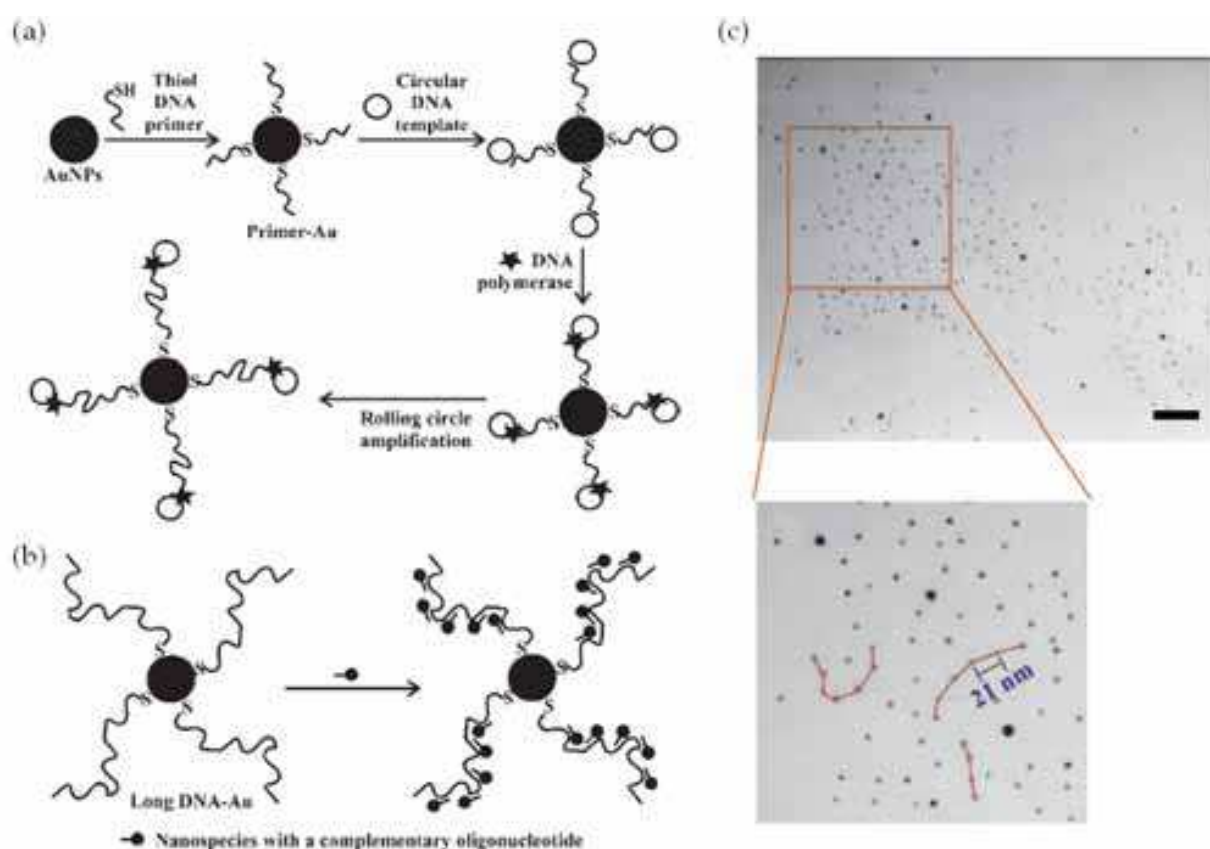 (a)
SH
Thiol
DNA
primer
AuNPs
S
S
S
S
Primer-Au
Circular
DNA
template
S
S
S
S
DNA
polymerase
S
S
S
S
Rolling circle
amplification
S
S
S
S
(b)
S
S
S
S
Long DNA-Au
S
S
S
S
Nanospecies with a complementary oligonucleotide
(c)
21 nm